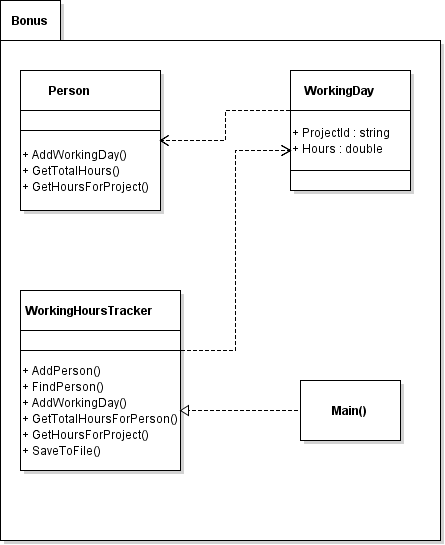 Bonus
Person
+ AddWorkingDay()
+ GetTotalHours()
+ GetHoursForProject()
WorkingDay
+ ProjectId : string
+ Hours : double
WorkingHoursTracker
+ AddPerson()
+ FindPerson()
+ AddWorkingDay()
+ GetTotalHoursForPerson()
+ GetHoursForProject()
+ SaveToFile()
Main()